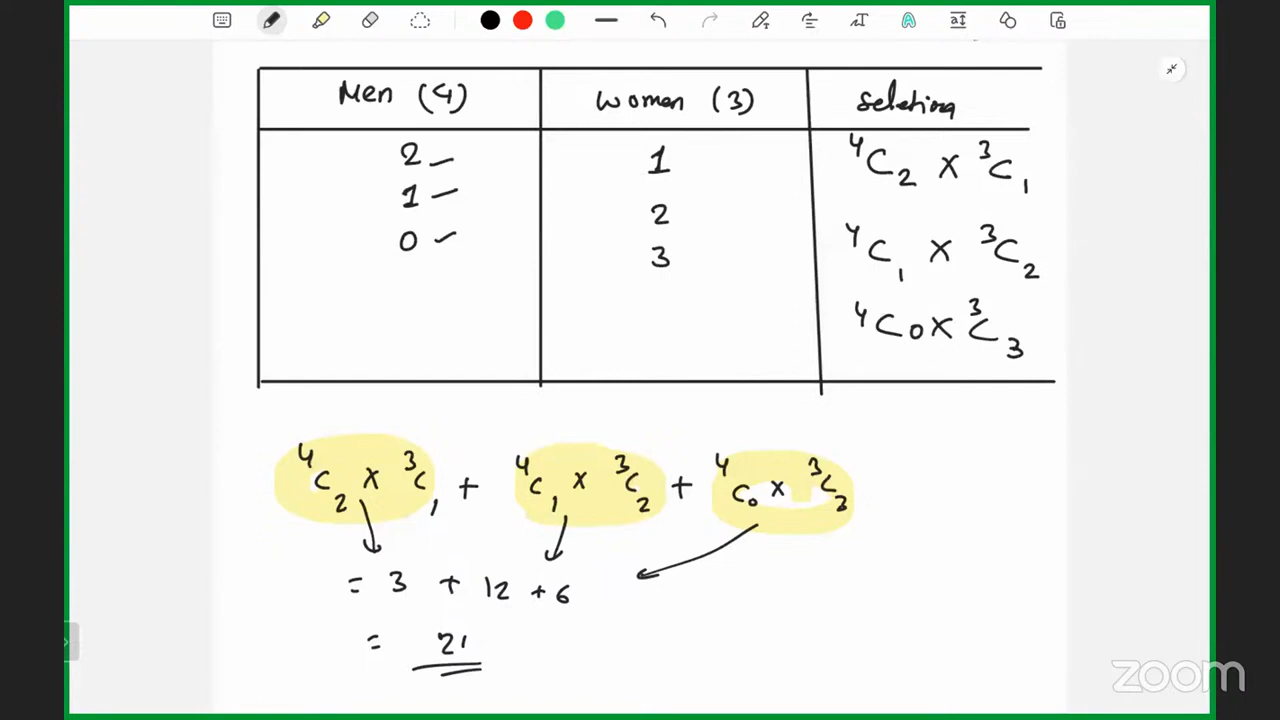 Men (4) Women (3) Selection
2 – 1 ⁴C₂ X ³C₁
1 – 2 ⁴C₁ X ³C₂
0 ✓ 3 ⁴C₀ X ³C₃
⁴C₂ X ³C₁ + ⁴C₁ X ³C₂ + ⁴C₀ X ³C₃
= 3 + 12 + 6
= 21
zoom